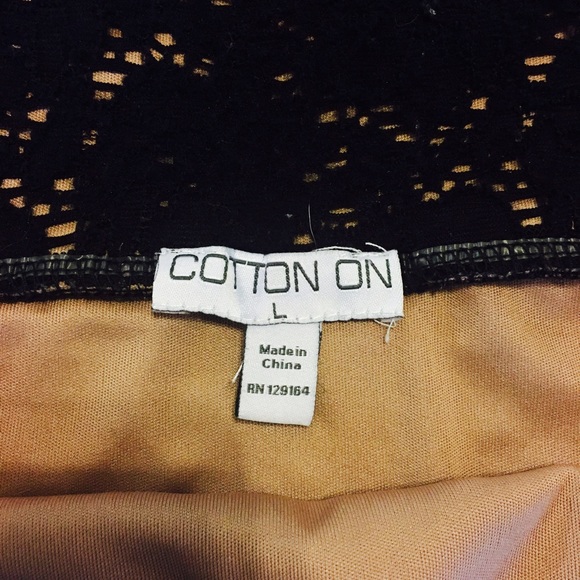 COTTON ON
L
Made in
China
RN 129164